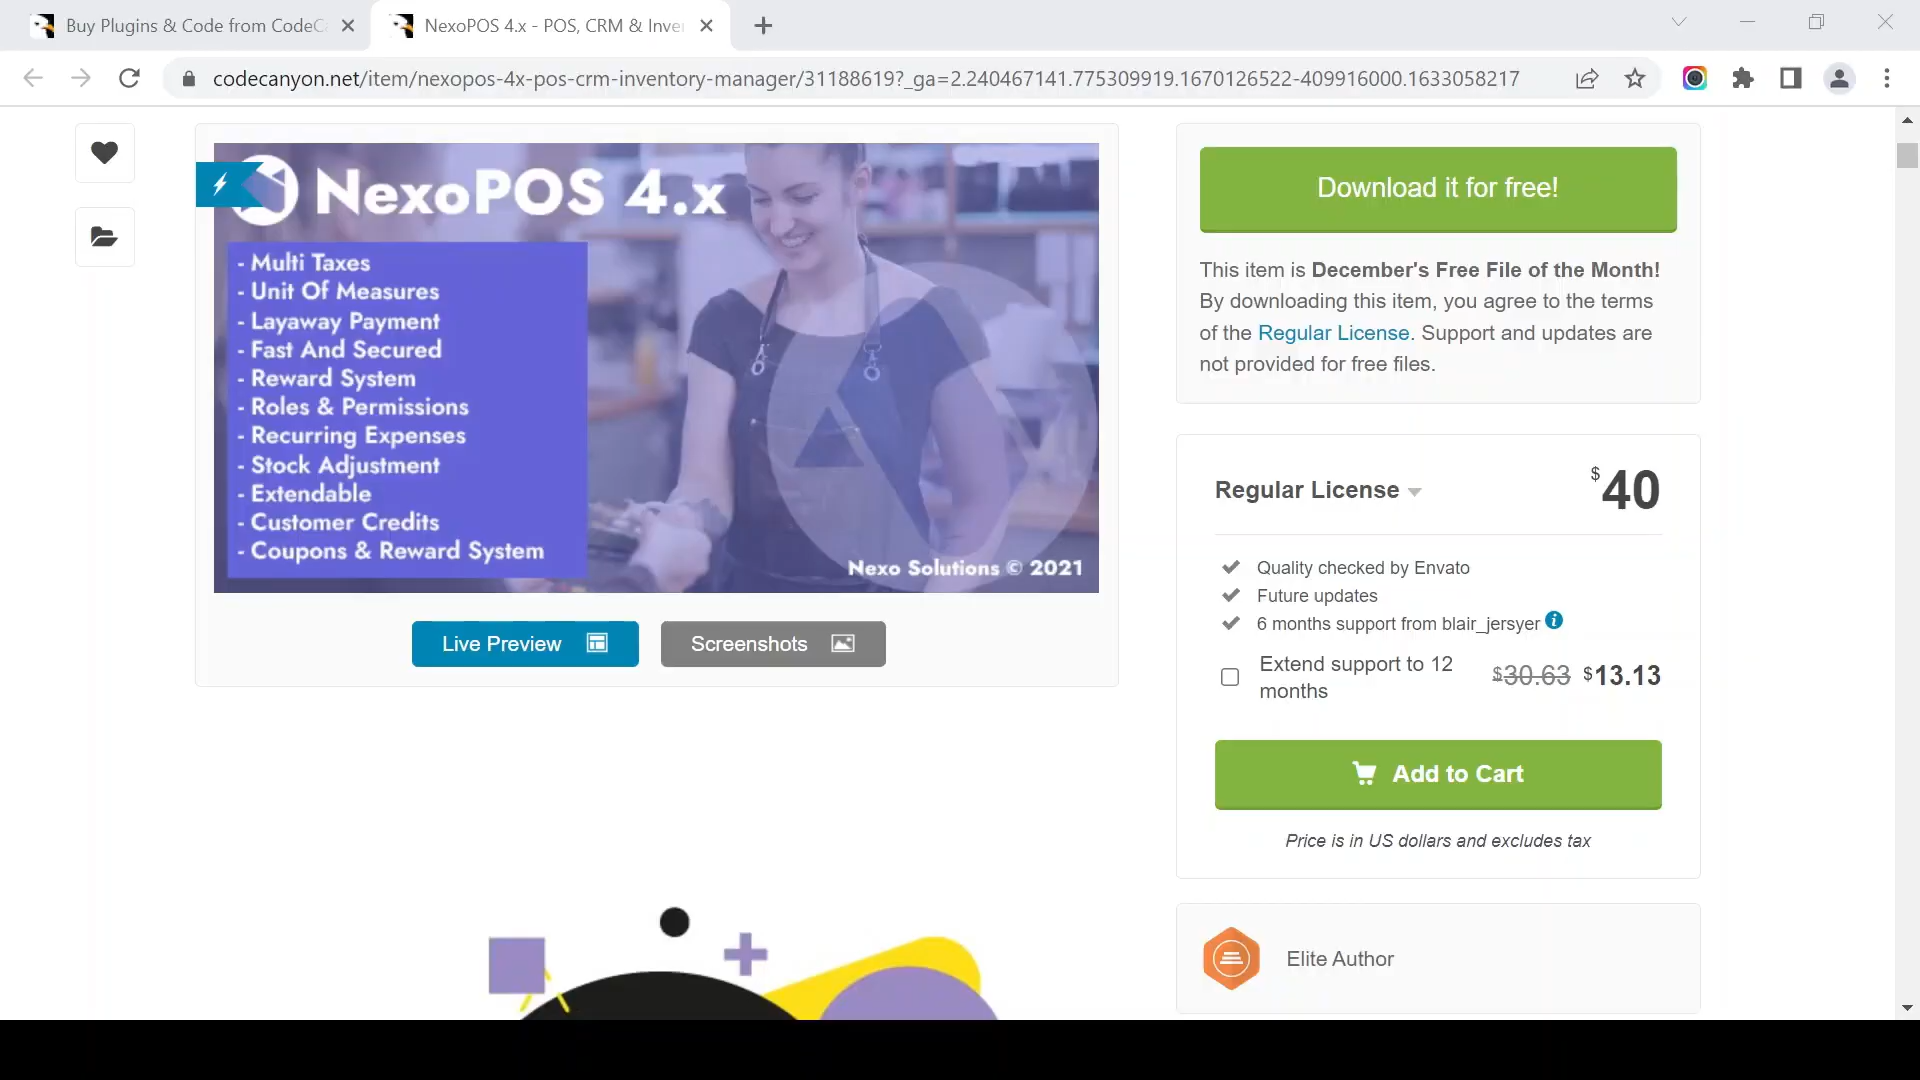 Buy Plugins & Code from CodeCa
NexoPOS 4.x - POS, CRM & Inve
codecanyon.net/item/nexopos-4x-pos-crm-inventory-manager/31188619?_ga=2.240467141.775309919.1670126522-409916000.1633058217
NexoPOS 4.x
- Multi Taxes
- Unit Of Measures
- Layaway Payment
- Fast And Secured
- Reward System
- Roles & Permissions
- Recurring Expenses
- Stock Adjustment
- Extendable
- Customer Credits
- Coupons & Reward System
Nexo Solutions © 2021
Live Preview
Screenshots
Download it for free!
This item is December's Free File of the Month!
By downloading this item, you agree to the terms
of the Regular License. Support and updates are
not provided for free files.
Regular License $40
Quality checked by Envato
Future updates
6 months support from blair_jersyer
Extend support to 12
months
$30.63 $13.13
Add to Cart
Price is in US dollars and excludes tax
Elite Author